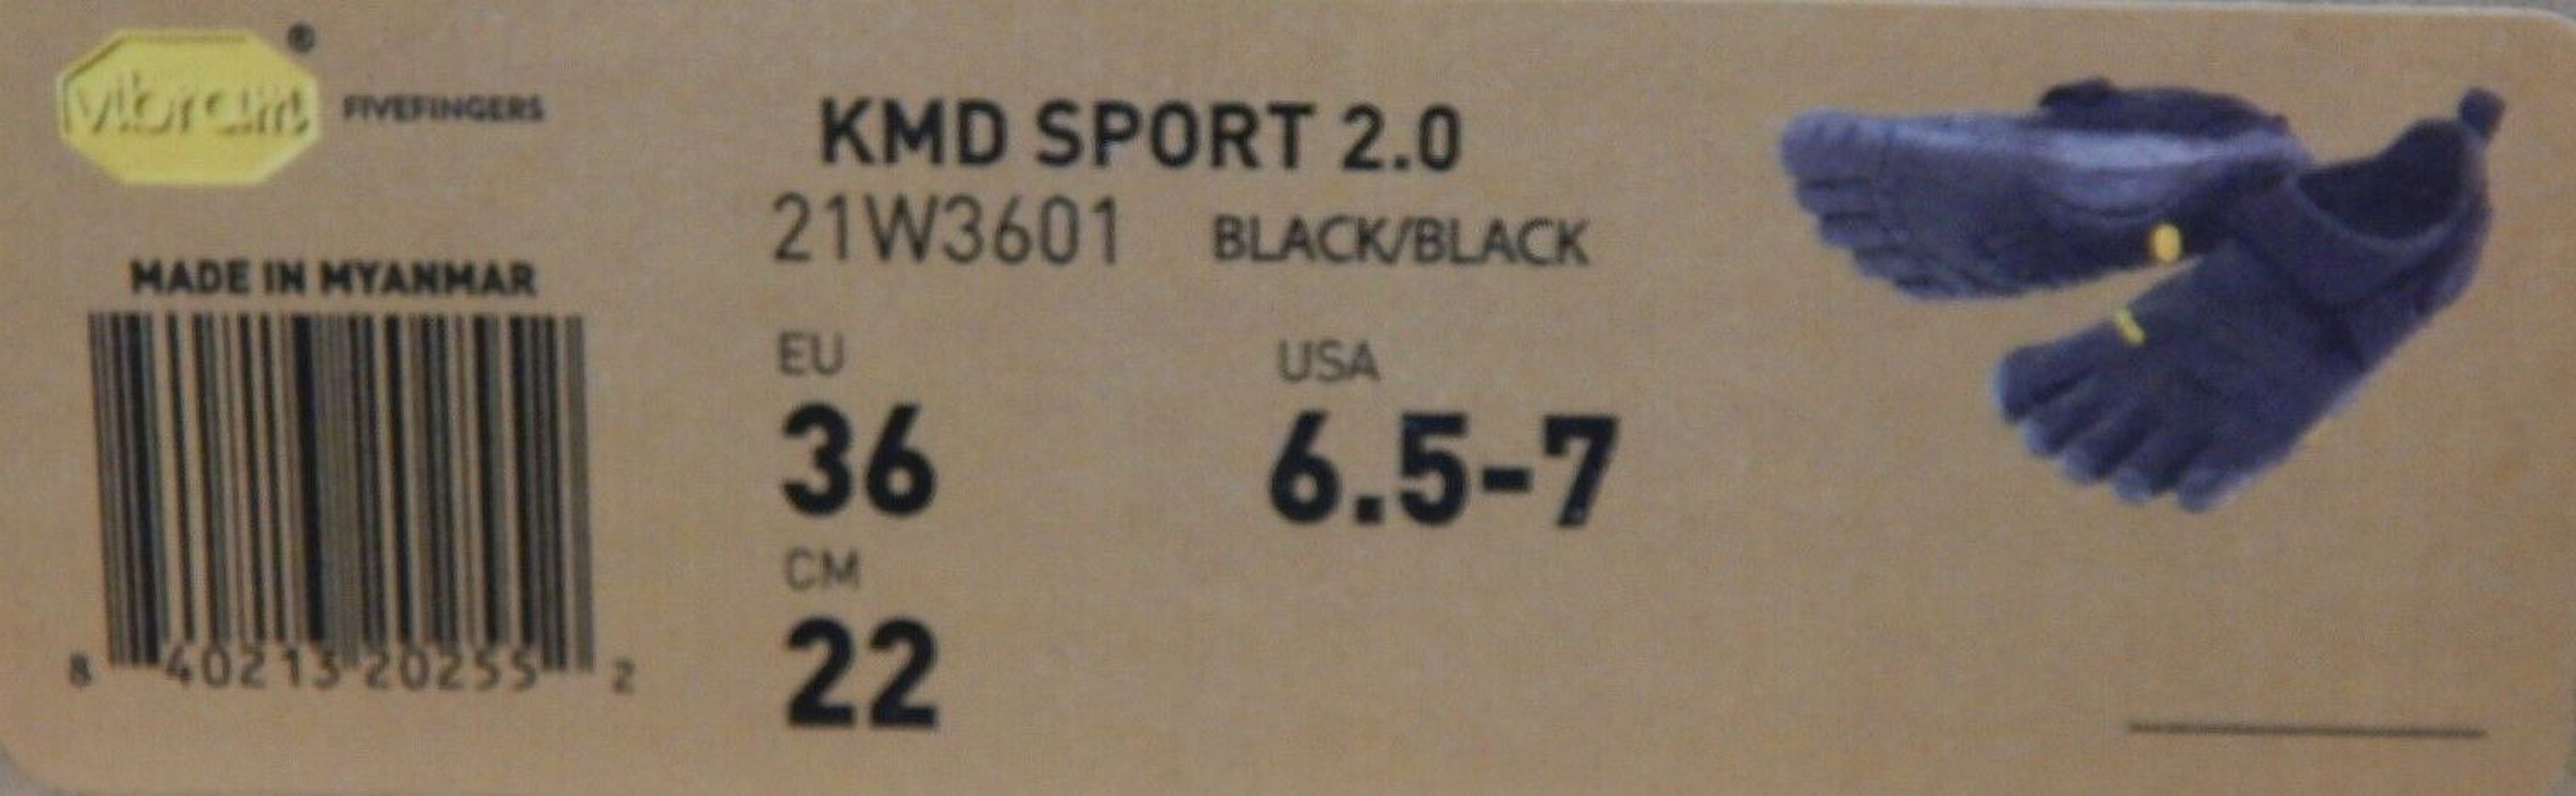 vibram®
FIVEFINGERS
KMD SPORT 2.0
21W3601 BLACK/BLACK
MADE IN MYANMAR
EU USA
36 6.5-7
CM
22
8 40213 20255 2